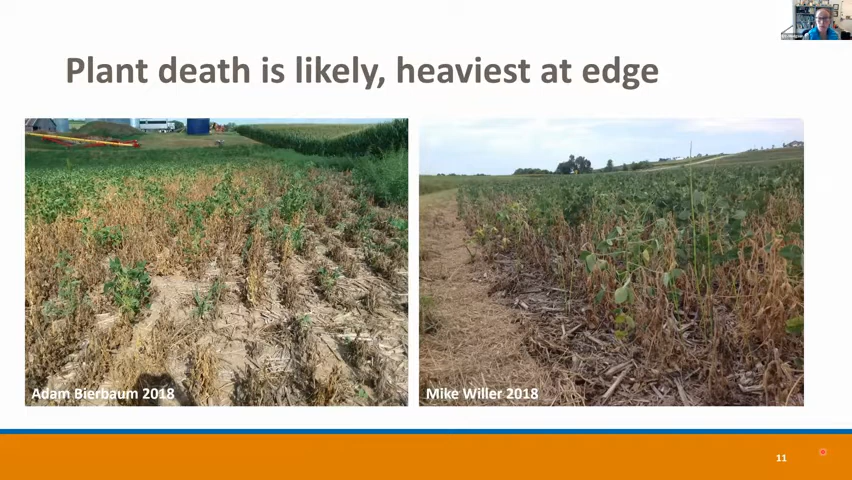 Plant death is likely, heaviest at edge
Adam Bierbaum 2018
Mike Willer 2018
11